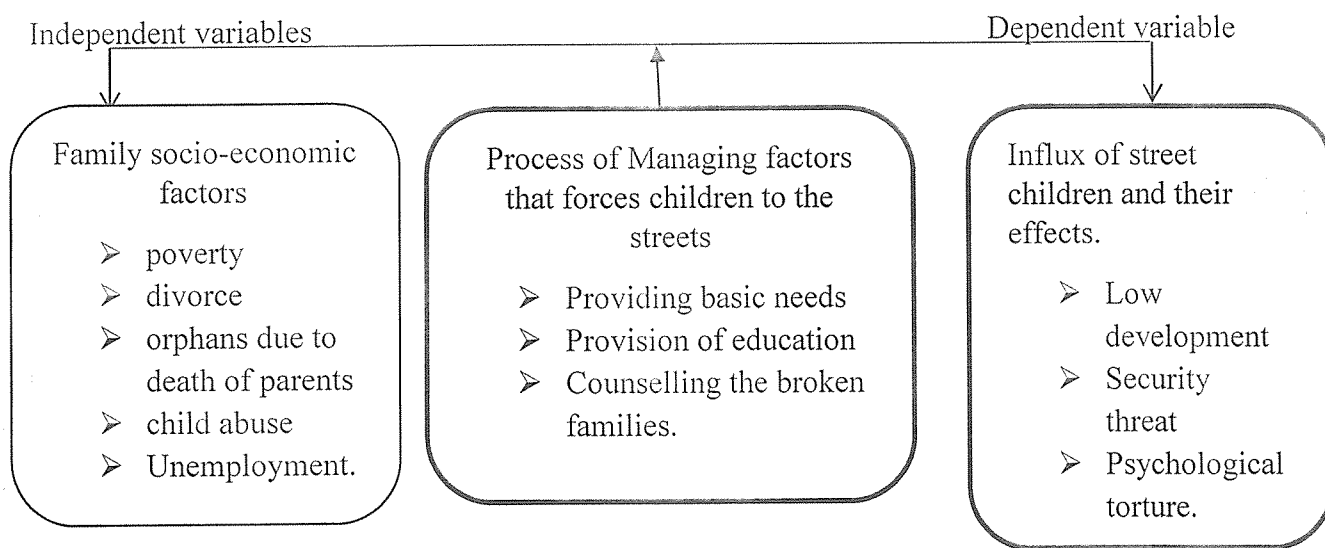 Independent variables
Dependent variable
Family socio-economic
factors
➢ poverty
➢ divorce
➢ orphans due to
death of parents
➢ child abuse
➢ Unemployment.
Process of Managing factors
that forces children to the
streets
➢ Providing basic needs
➢ Provision of education
➢ Counselling the broken
families.
Influx of street
children and their
effects.
➢ Low
development
➢ Security
threat
➢ Psychological
torture.